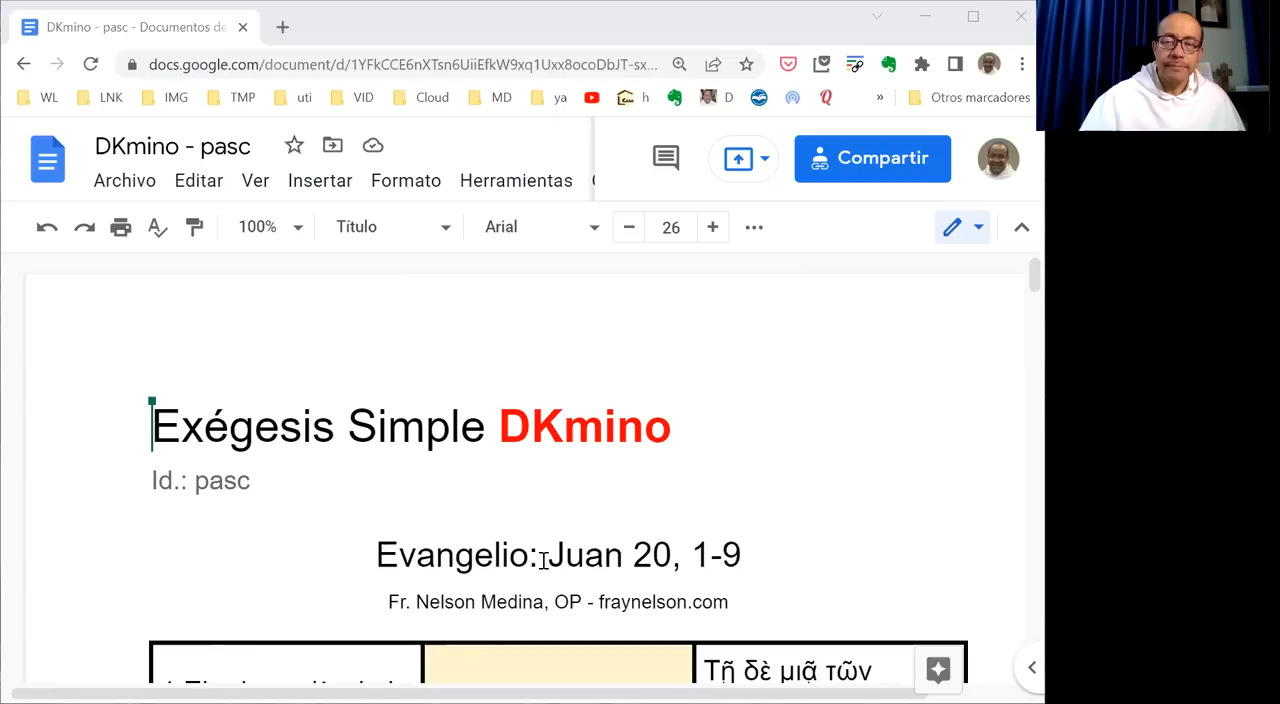 DKmino - pasc - Documentos de
docs.google.com/document/d/1YFkCCE6nXTsn6UiiEfkW9xq1Uxx8ocoDbJT-sx...
WL LNK IMG TMP uti VID Cloud MD ya h D » Otros marcadores
DKmino - pasc
Archivo Editar Ver Insertar Formato Herramientas
Compartir
100% Título Arial 26
Exégesis Simple DKmino
Id.: pasc
Evangelio: Juan 20, 1-9
Fr. Nelson Medina, OP - fraynelson.com
Τῇ δὲ μιᾷ τῶν